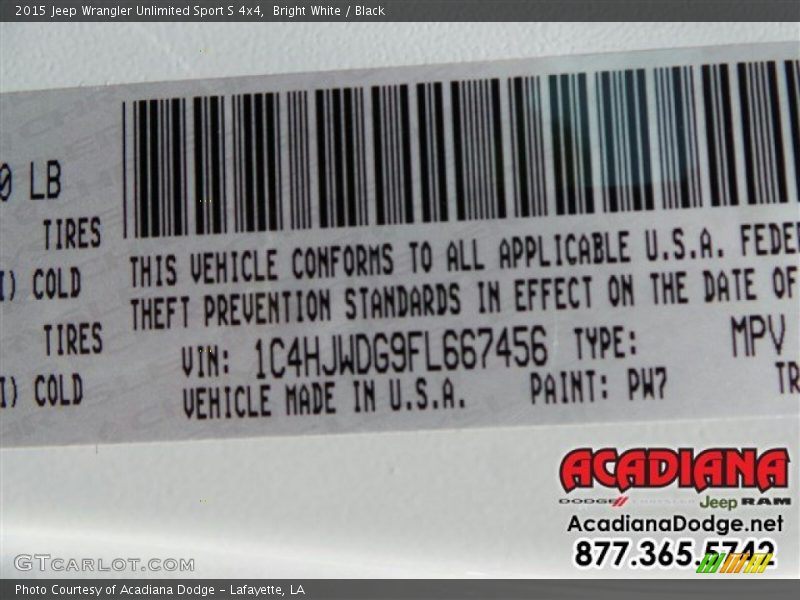 2015 Jeep Wrangler Unlimited Sport S 4x4, Bright White / Black
0 LB
TIRES
I) COLD
TIRES
I) COLD
THIS VEHICLE CONFORMS TO ALL APPLICABLE U.S.A. FEDE
THEFT PREVENTION STANDARDS IN EFFECT ON THE DATE OF
VIN: 1C4HJWDG9FL667456 TYPE: MPV
VEHICLE MADE IN U.S.A. PAINT: PW7 TR
ACADIANA
DODGE CHRYSLER Jeep RAM
AcadianaDodge.net
877.365.5742
GTCARLOT.COM
Photo Courtesy of Acadiana Dodge - Lafayette, LA